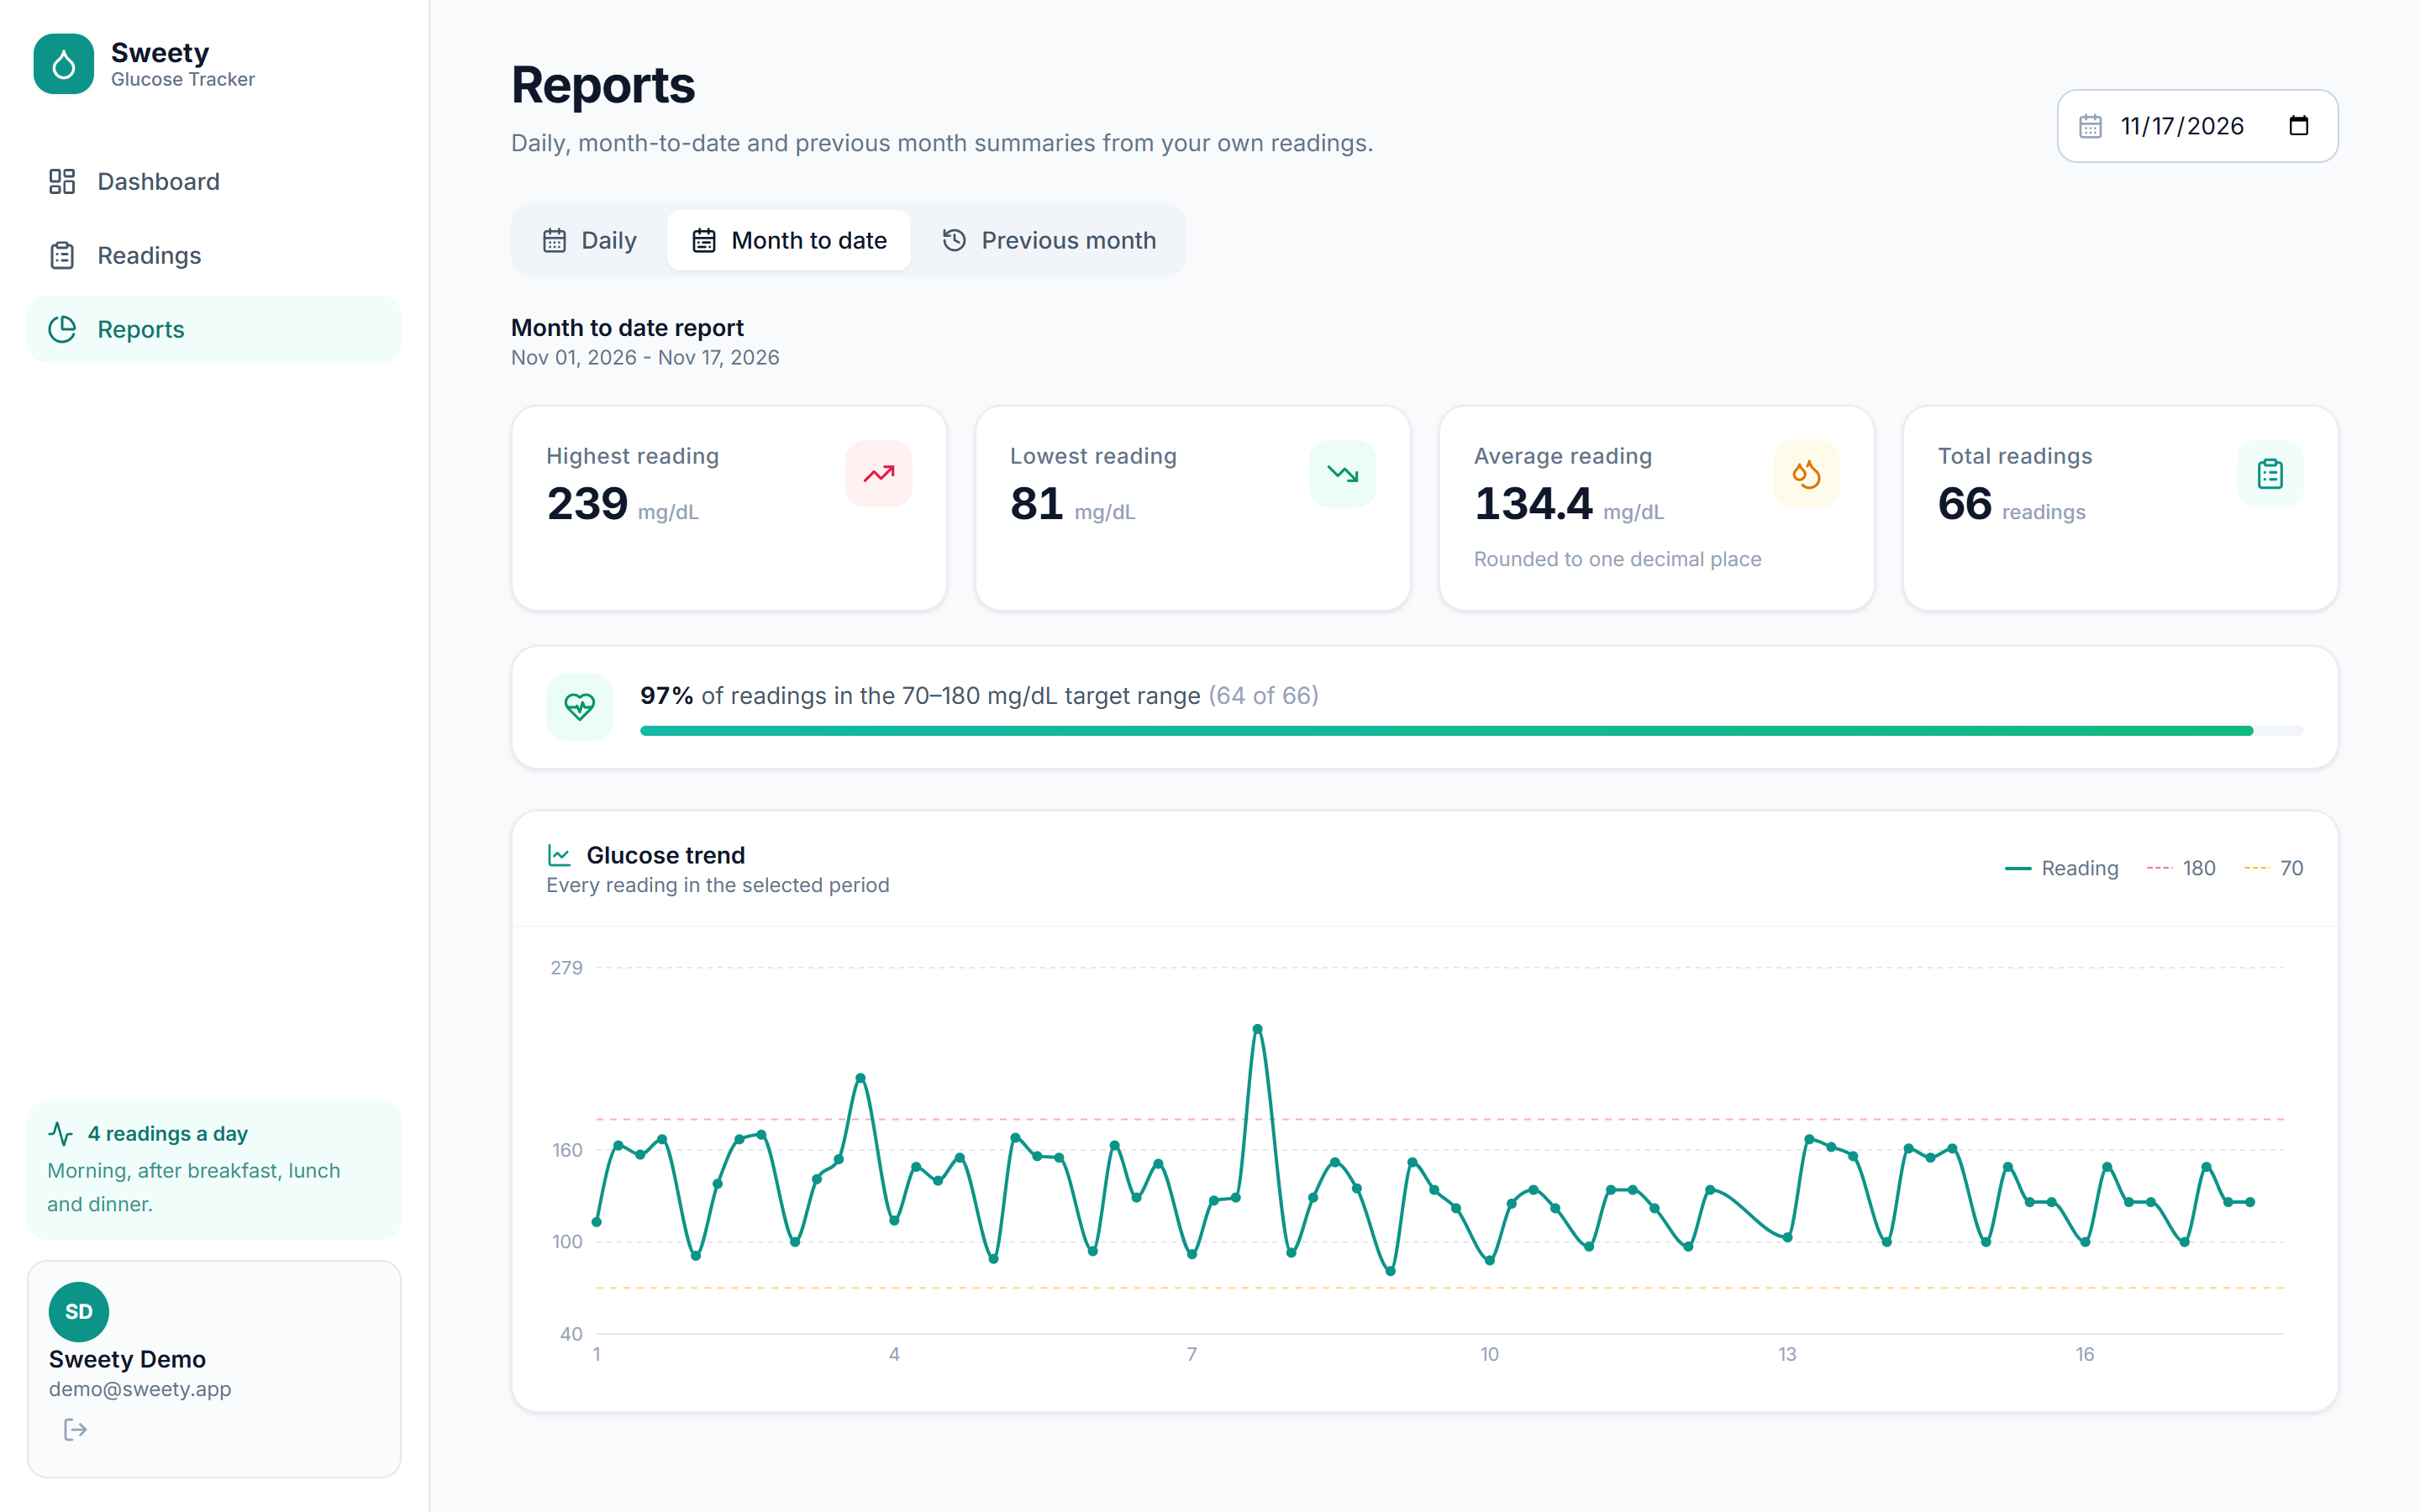 Sweety
Glucose Tracker
Dashboard
Readings
Reports
4 readings a day
Morning, after breakfast, lunch
and dinner.
SD
Sweety Demo
demo@sweety.app
Reports
Daily, month-to-date and previous month summaries from your own readings.
11/17/2026
Daily
Month to date
Previous month
Month to date report
Nov 01, 2026 - Nov 17, 2026
Highest reading
239 mg/dL
Lowest reading
81 mg/dL
Average reading
134.4 mg/dL
Rounded to one decimal place
Total readings
66 readings
97% of readings in the 70–180 mg/dL target range (64 of 66)
Glucose trend
Every reading in the selected period
Reading
180
70
279
160
100
40
1
4
7
10
13
16